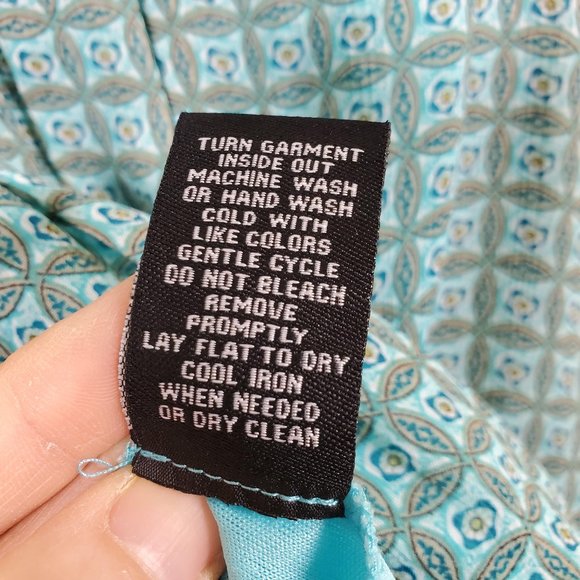 TURN GARMENT
INSIDE OUT
MACHINE WASH
OR HAND WASH
COLD WITH
LIKE COLORS
GENTLE CYCLE
DO NOT BLEACH
REMOVE
PROMPTLY
LAY FLAT TO DRY
COOL IRON
WHEN NEEDED
OR DRY CLEAN